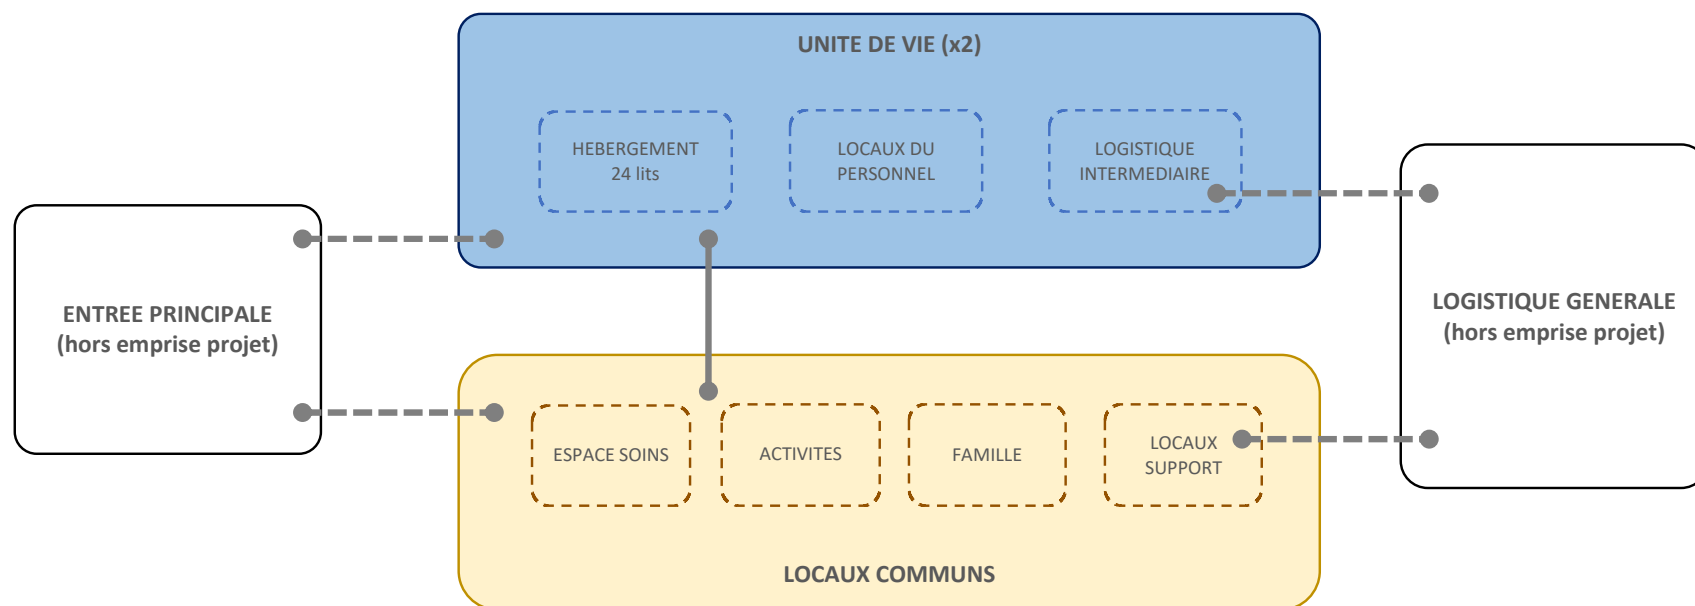 UNITE DE VIE (x2)
HEBERGEMENT
24 lits
LOCAUX DU
PERSONNEL
LOGISTIQUE
INTERMEDIAIRE
ENTREE PRINCIPALE
(hors emprise projet)
LOGISTIQUE GENERALE
(hors emprise projet)
ESPACE SOINS
ACTIVITES
FAMILLE
LOCAUX
SUPPORT
LOCAUX COMMUNS